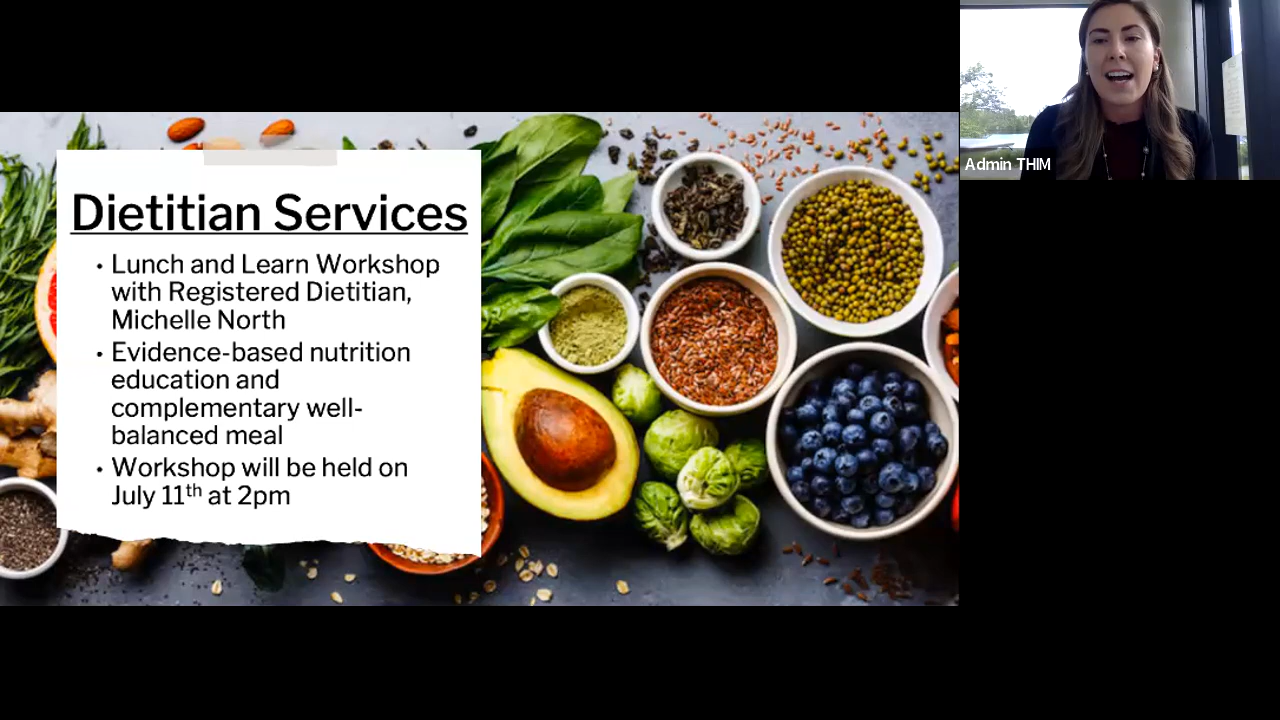 Admin THIM
Dietitian Services
• Lunch and Learn Workshop
with Registered Dietitian,
Michelle North
• Evidence-based nutrition
education and
complementary well-
balanced meal
• Workshop will be held on
July 11th at 2pm